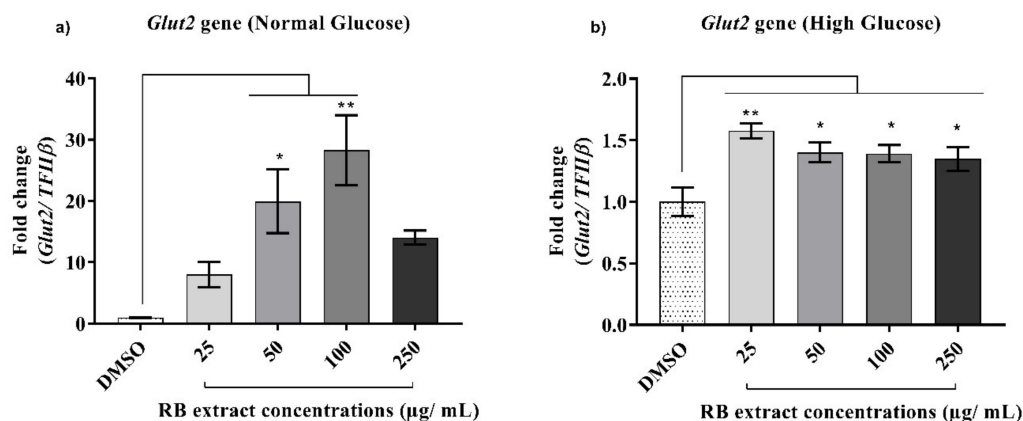 a)
Glut2 gene (Normal Glucose)
Fold change
(Glut2/ TFIIβ)
40
30
20
10
0
*
**
DMSO
25
50
100
250
RB extract concentrations (µg/ mL)
b)
Glut2 gene (High Glucose)
Fold change
(Glut2/ TFIIβ)
2.0
1.5
1.0
0.5
0.0
**
*
*
*
DMSO
25
50
100
250
RB extract concentrations (µg/ mL)